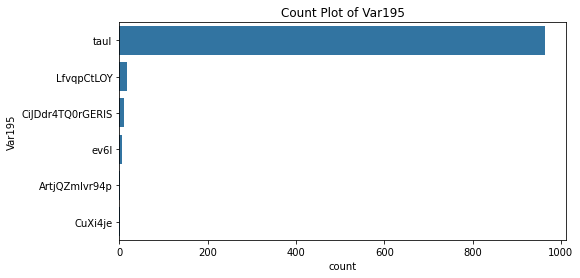 Count Plot of Var195
Var195
taul
LfvqpCtLOY
CiJDdr4TQ0rGERIS
ev6I
ArtjQZmIvr94p
CuXi4je
0
200
400
600
800
1000
count